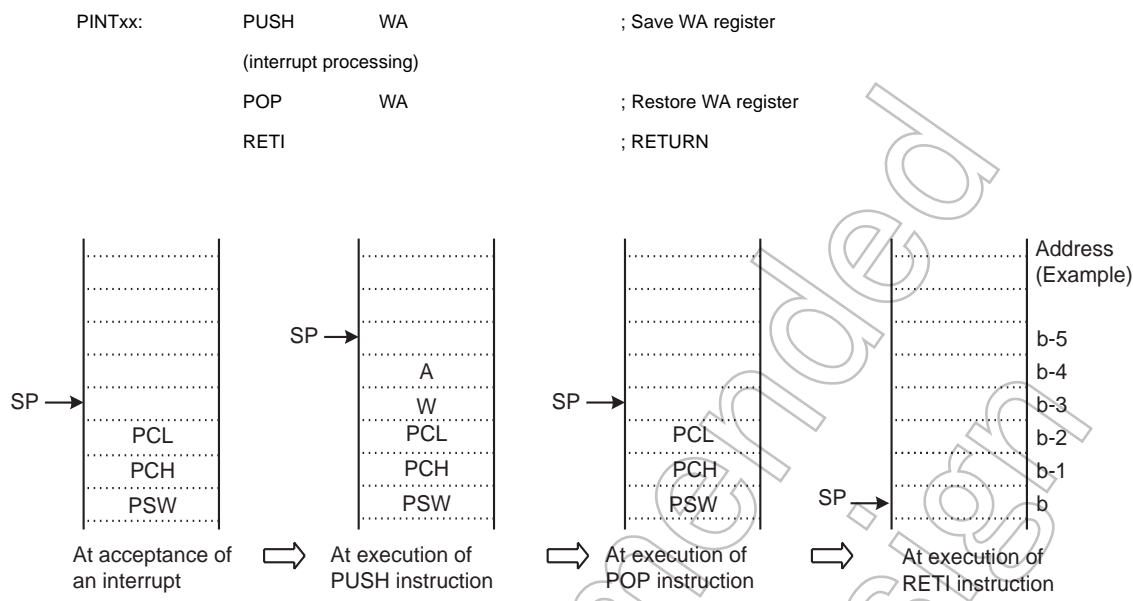 PINTxx: PUSH WA ; Save WA register
(interrupt processing)
POP WA ; Restore WA register
RETI ; RETURN
Address
(Example)
SP b-5
A b-4
SP W SP b-3
PCL PCL PCL b-2
PCH PCH PCH b-1
PSW PSW PSW SP b
At acceptance of
an interrupt
At execution of
PUSH instruction
At execution of
POP instruction
At execution of
RETI instruction